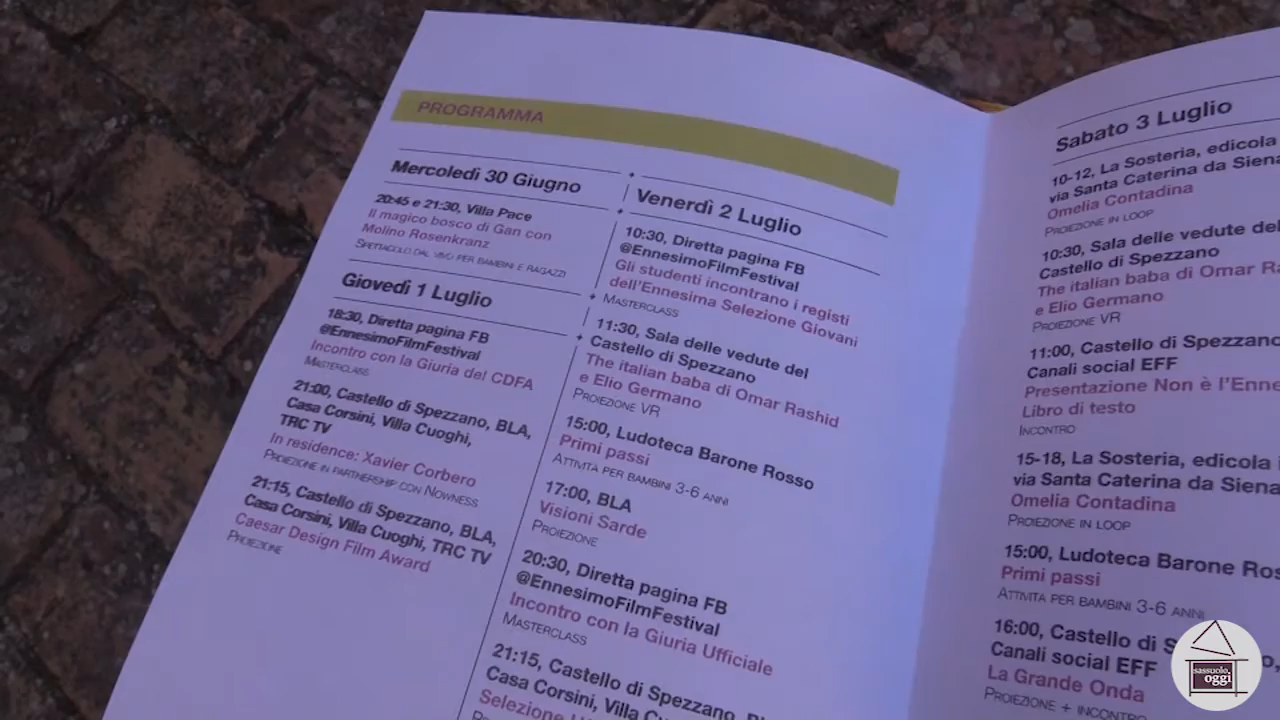 PROGRAMMA
Mercoledì 30 Giugno
20:45 e 21:30, Villa Pace
Il magico bosco di Gan con
Molino Rosenkranz
Spettacolo dal vivo per bambini e ragazzi
Giovedì 1 Luglio
18:30, Diretta pagina FB
@EnnesimoFilmFestival
Incontro con la Giuria del CDFA
Masterclass
21:00, Castello di Spezzano, BLA,
Casa Corsini, Villa Cuoghi,
TRC TV
In residence: Xavier Corbero
Proiezione in partnership con Nowness
21:15, Castello di Spezzano, BLA,
Casa Corsini, Villa Cuoghi, TRC TV
Caesar Design Film Award
Proiezione
Venerdì 2 Luglio
10:30, Diretta pagina FB
@EnnesimoFilmFestival
Gli studenti incontrano i registi
dell'Ennesima Selezione Giovani
Masterclass
11:30, Sala delle vedute del
Castello di Spezzano
The italian baba di Omar Rashid
e Elio Germano
Proiezione VR
15:00, Ludoteca Barone Rosso
Primi passi
Attivita per bambini 3-6 anni
17:00, BLA
Visioni Sarde
Proiezione
20:30, Diretta pagina FB
@EnnesimoFilmFestival
Incontro con la Giuria Ufficiale
Masterclass
21:15, Castello di Spezzano,
Casa Corsini, Villa Cu
Selezione
Sabato 3 Luglio
10-12, La Sosteria, edicola
via Santa Caterina da Siena
Omelia Contadina
Proiezione in loop
10:30, Sala delle vedute del
Castello di Spezzano
The italian baba di Omar Ra
e Elio Germano
Proiezione VR
11:00, Castello di Spezzano
Canali social EFF
Presentazione Non è l'Enne
Libro di testo
Incontro
15-18, La Sosteria, edicola
via Santa Caterina da Siena
Omelia Contadina
Proiezione in loop
15:00, Ludoteca Barone Ros
Primi passi
Attivita per bambini 3-6 anni
16:00, Castello di S
Canali social EFF
La Grande Onda
Proiezione + incontro
sassuolo
oggi